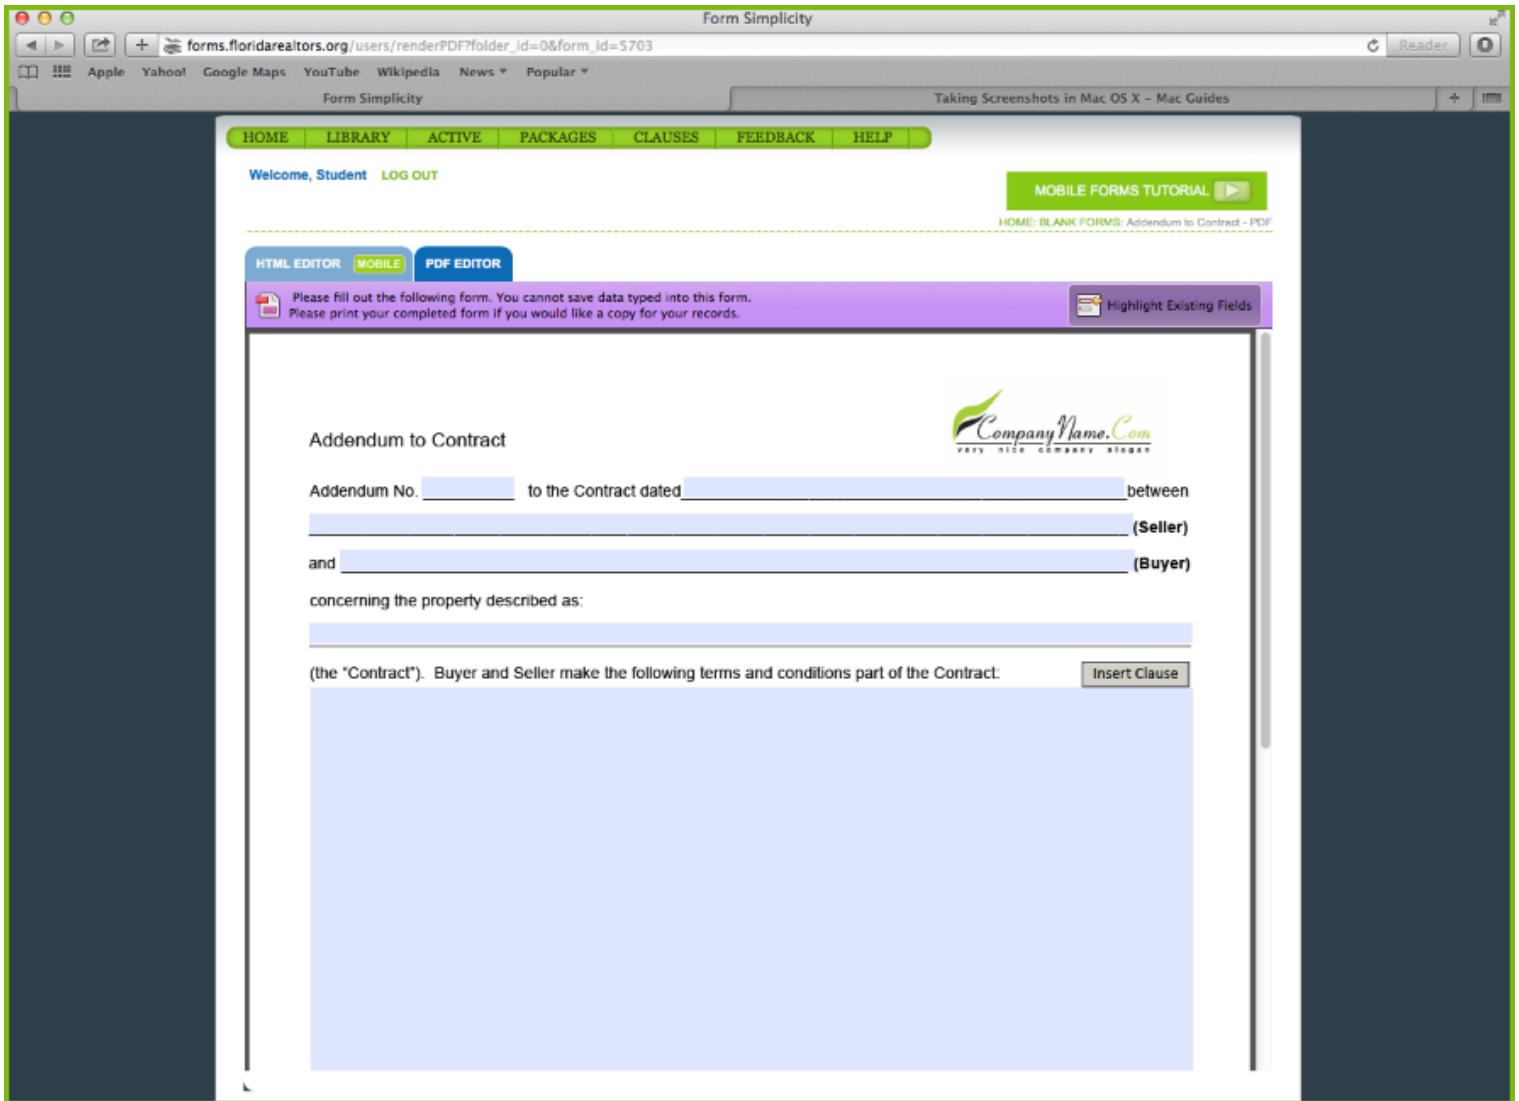 Form Simplicity
forms.floridarealtors.org/users/renderPDF?folder_id=0&form_id=5703
Reader
Apple Yahoo! Google Maps YouTube Wikipedia News Popular
Form Simplicity
Taking Screenshots in Mac OS X – Mac Guides
HOME LIBRARY ACTIVE PACKAGES CLAUSES FEEDBACK HELP
Welcome, Student LOG OUT
MOBILE FORMS TUTORIAL
HOME: BLANK FORMS: Addendum to Contract - PDF
HTML EDITOR MOBILE PDF EDITOR
Please fill out the following form. You cannot save data typed into this form.
Please print your completed form if you would like a copy for your records.
Highlight Existing Fields
CompanyName.Com
very nice company slogan
Addendum to Contract
Addendum No. to the Contract dated between
(Seller)
and (Buyer)
concerning the property described as:
(the "Contract"). Buyer and Seller make the following terms and conditions part of the Contract:
Insert Clause